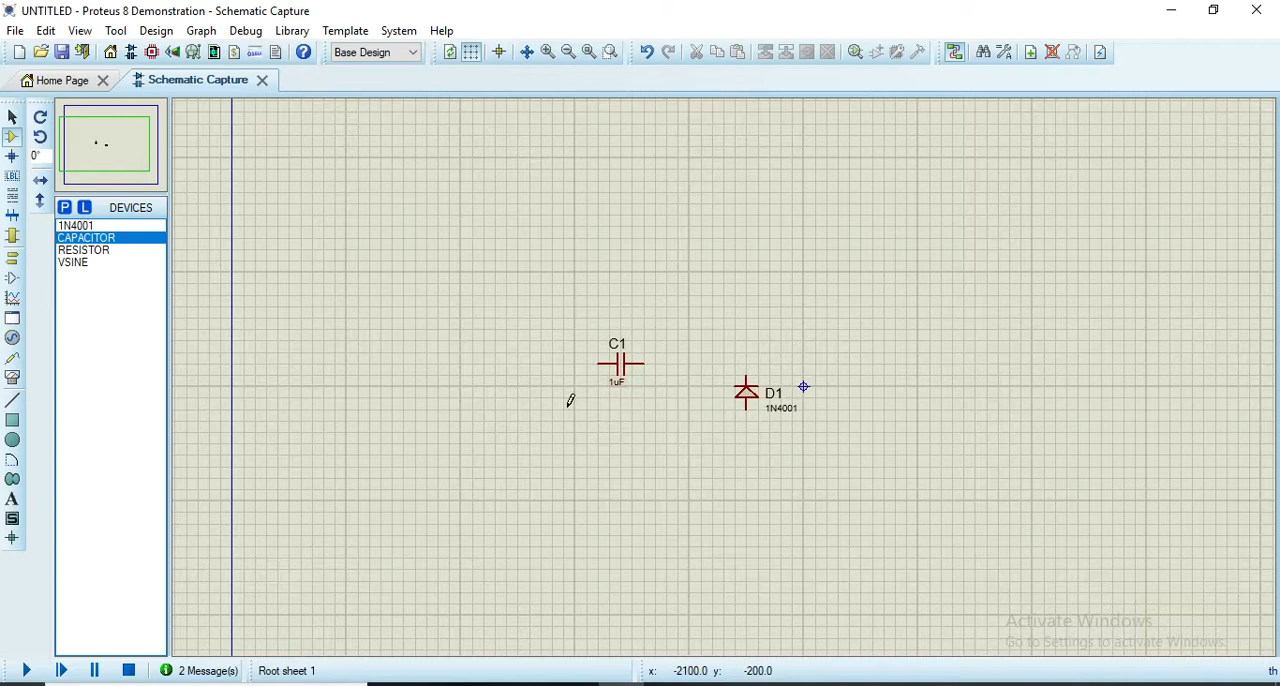 UNTITLED - Proteus 8 Demonstration - Schematic Capture
File Edit View Tool Design Graph Debug Library Template System Help
Base Design
Home Page Schematic Capture
0°
LBL
P L DEVICES
1N4001
CAPACITOR
RESISTOR
VSINE
A
S
C1
1uF
D1
1N4001
Activate Windows
Go to Settings to activate Windows.
2 Message(s) Root sheet 1 x: -2100.0 y: -200.0 th